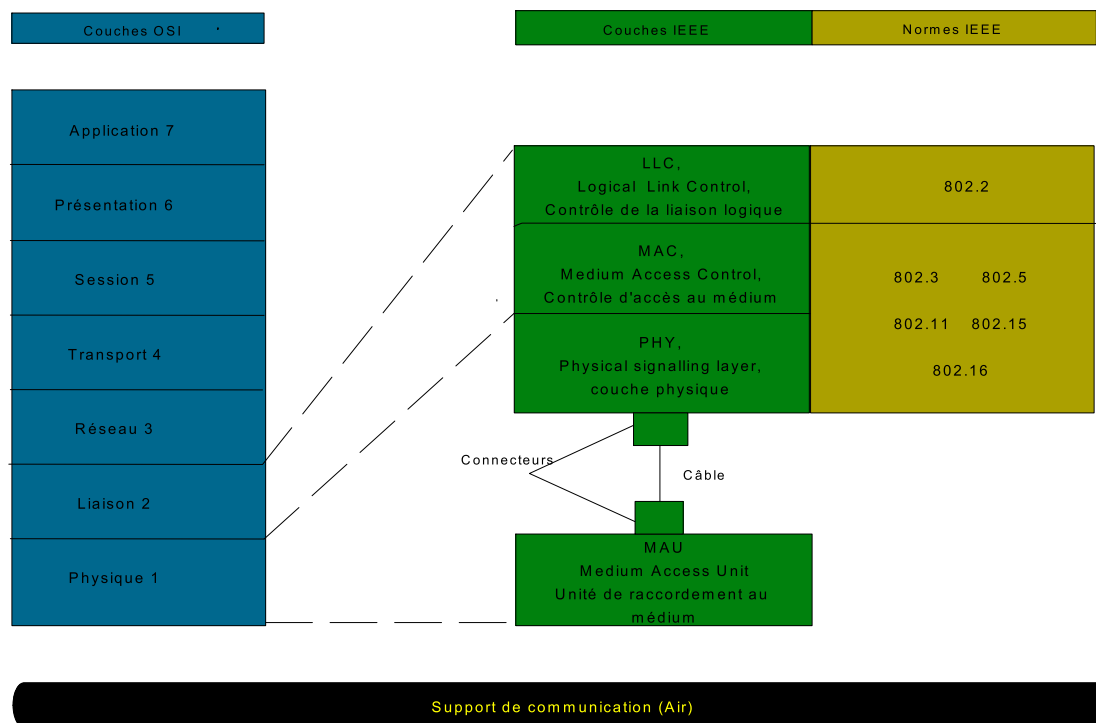 Couches OSI
Couches IEEE
Normes IEEE
Application 7
Présentation 6
Session 5
Transport 4
Réseau 3
Liaison 2
Physique 1
LLC,
Logical Link Control,
Contrôle de la liaison logique
802.2
MAC,
Medium Access Control,
Contrôle d'accès au médium
PHY,
Physical signalling layer,
couche physique
802.3 802.5
802.11 802.15
802.16
Connecteurs
Câble
MAU
Medium Access Unit
Unité de raccordement au
médium
Support de communication (Air)